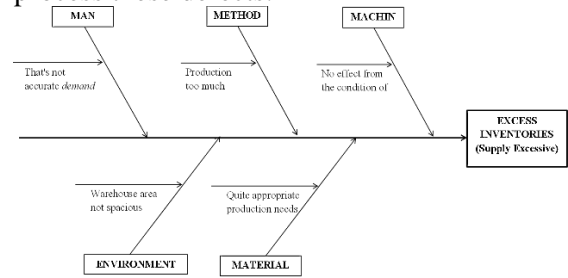 MAN
METHOD
MACHIN
That's not
accurate demand
Production
too much
No effect from
the condition of
EXCESS
INVENTORIES
(Supply Excessive)
Warehouse area
not spacious
Quite appropriate
production needs
ENVIRONMENT
MATERIAL